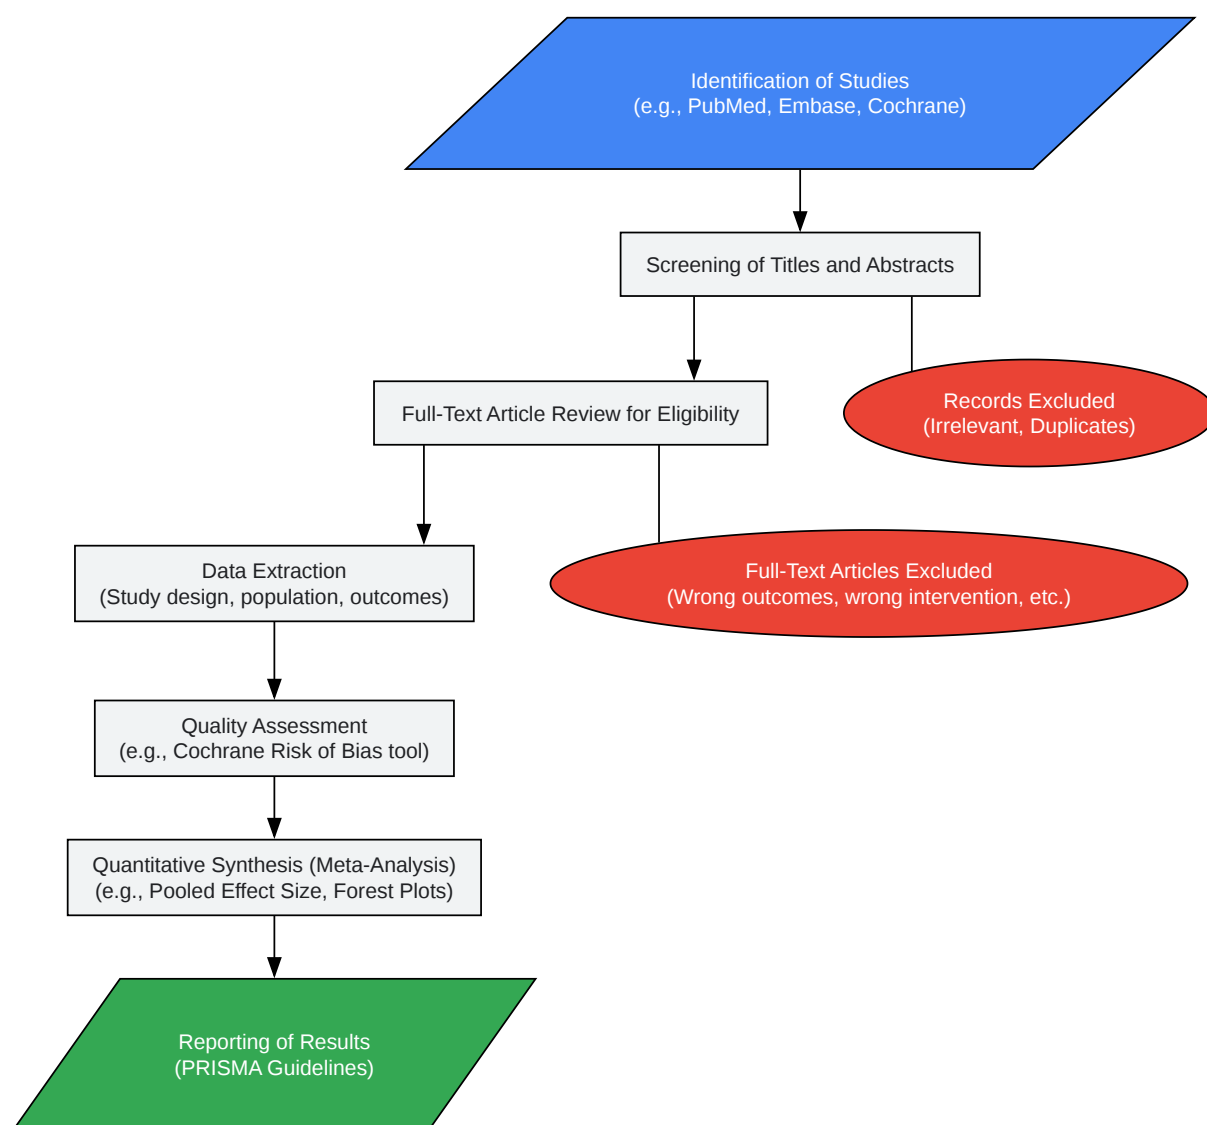 Identification of Studies
(e.g., PubMed, Embase, Cochrane)
Screening of Titles and Abstracts
Full-Text Article Review for Eligibility
Records Excluded
(Irrelevant, Duplicates)
Data Extraction
(Study design, population, outcomes)
Full-Text Articles Excluded
(Wrong outcomes, wrong intervention, etc.)
Quality Assessment
(e.g., Cochrane Risk of Bias tool)
Quantitative Synthesis (Meta-Analysis)
(e.g., Pooled Effect Size, Forest Plots)
Reporting of Results
(PRISMA Guidelines)